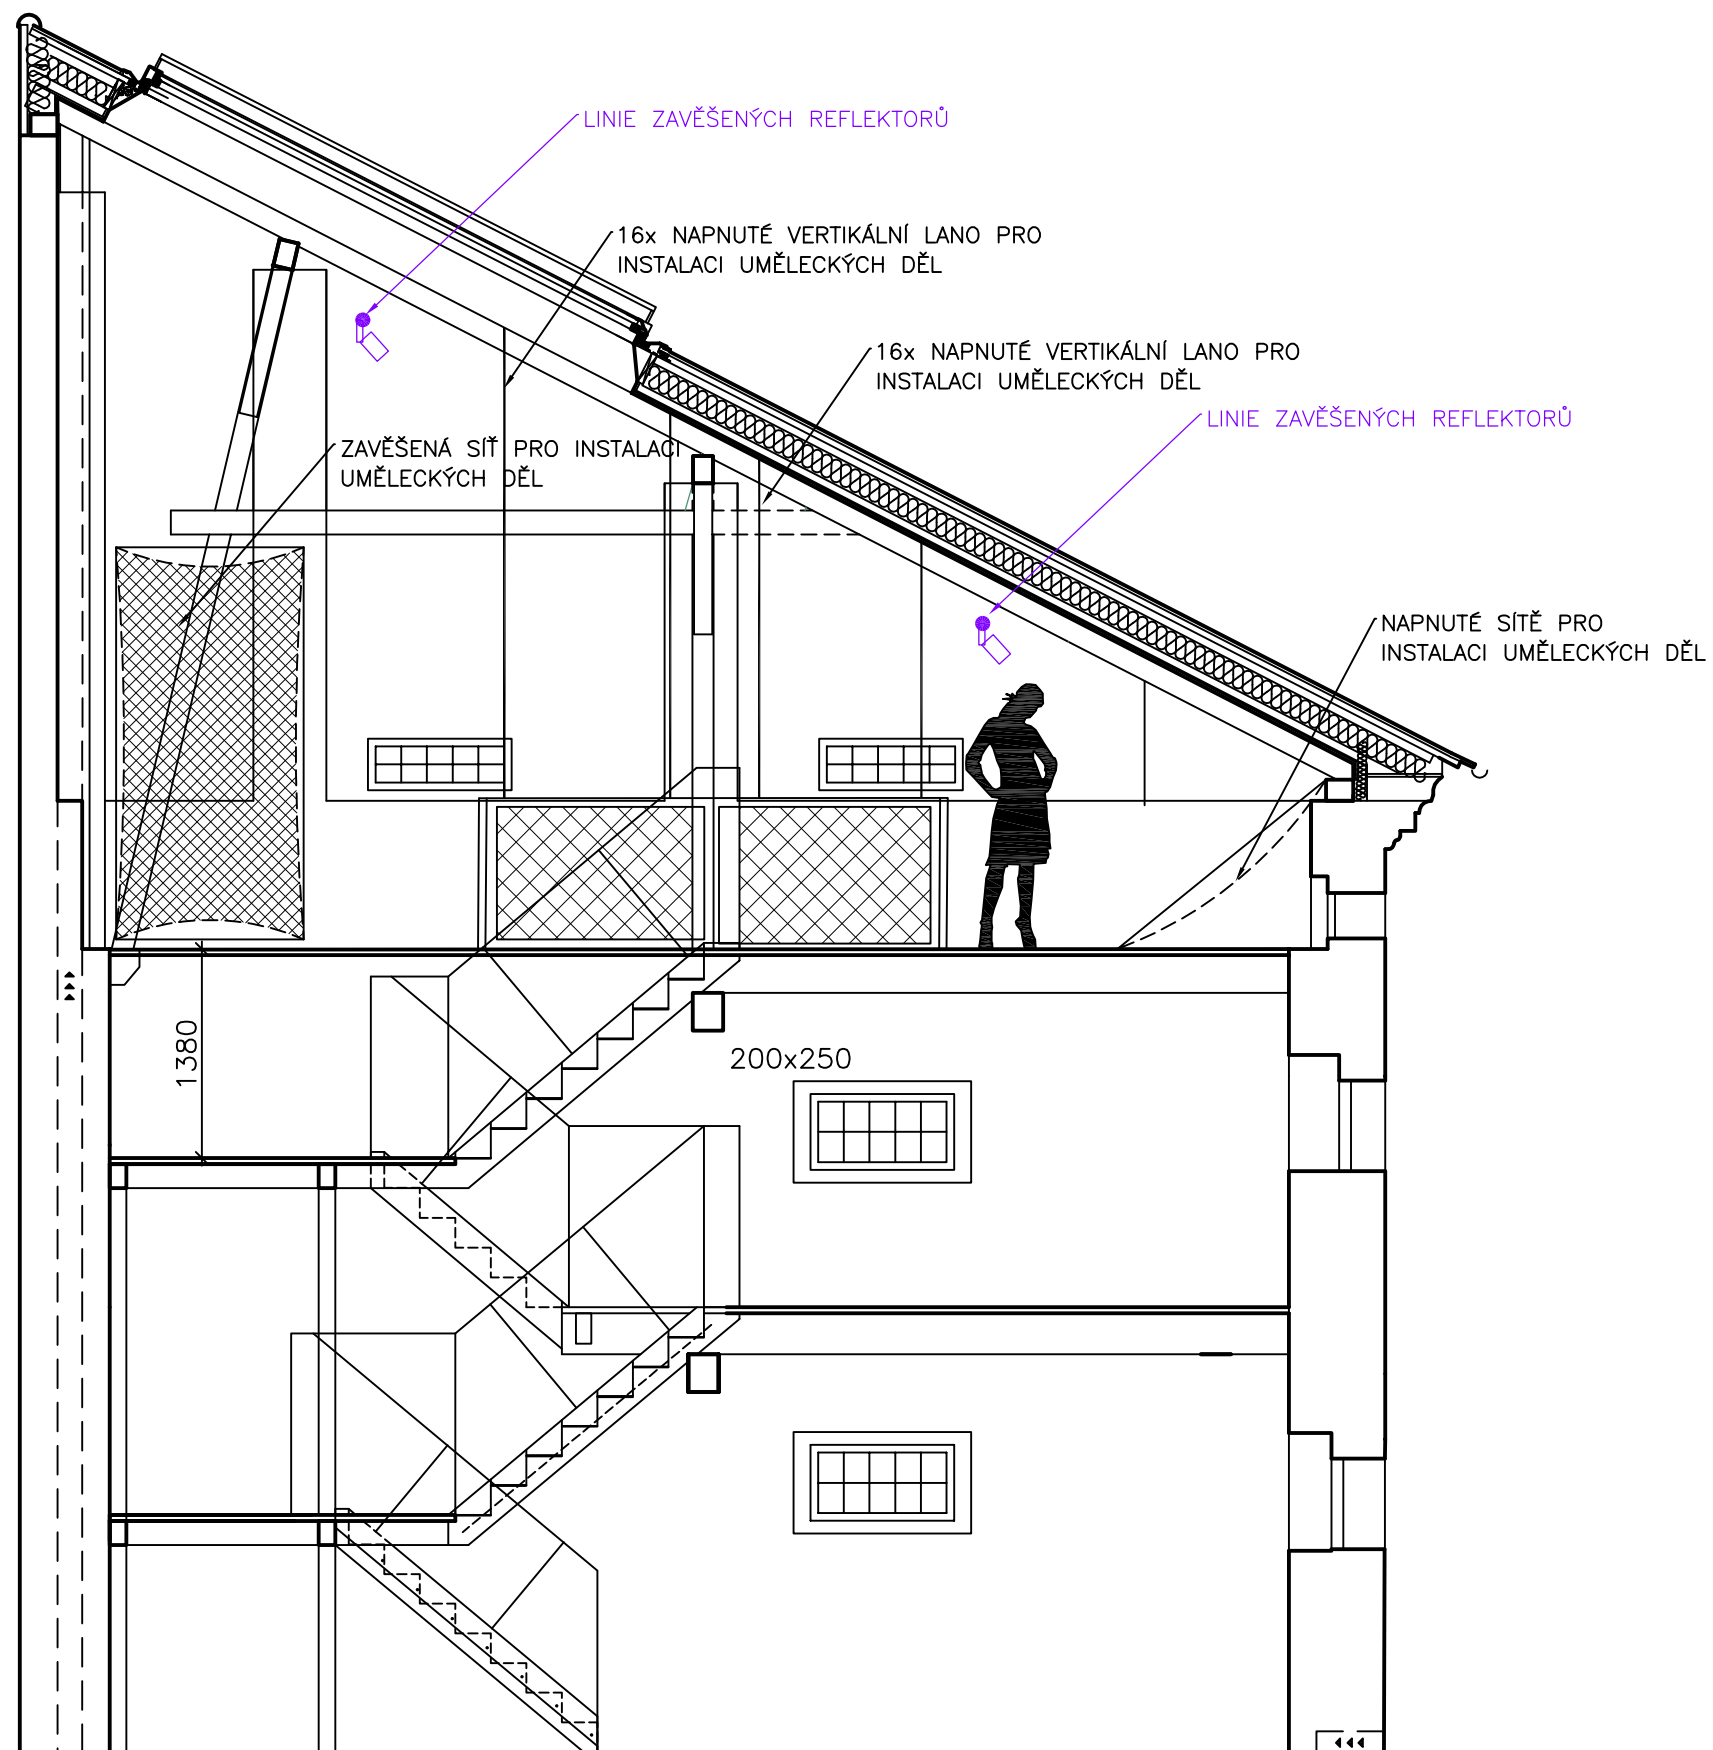 LINIE ZAVĚŠENÝCH REFLEKTORŮ
16x NAPNUTÉ VERTIKÁLNÍ LANO PRO
INSTALACI UMĚLECKÝCH DĚL
16x NAPNUTÉ VERTIKÁLNÍ LANO PRO
INSTALACI UMĚLECKÝCH DĚL
LINIE ZAVĚŠENÝCH REFLEKTORŮ
ZAVĚŠENÁ SÍŤ PRO INSTALACI
UMĚLECKÝCH DĚL
NAPNUTÉ SÍTĚ PRO
INSTALACI UMĚLECKÝCH DĚL
1380
200x250